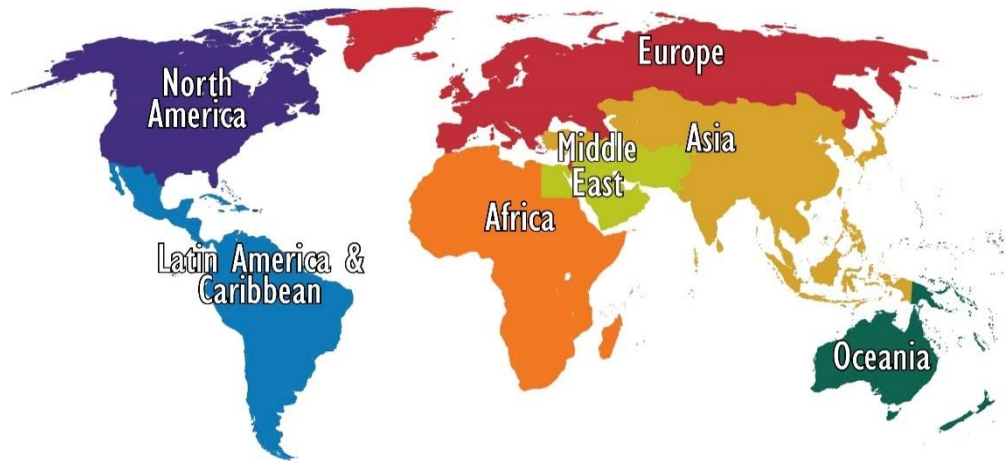 Europe
North
America
Asia
Middle
East
Africa
Latin America &
Caribbean
Oceania